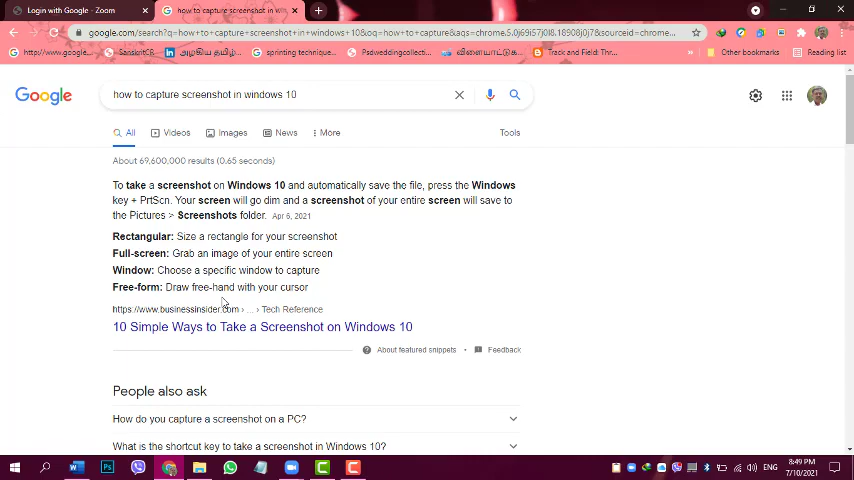 Login with Google - Zoom
how to capture screenshot in win
google.com/search?q=how+to+capture+screenshot+in+windows+10&oq=how+to+capture&aqs=chrome.5.0j69i57j0l8.18908j0j7&sourceid=chrome...
http://www.google...
SanskritCR
அழகிய தமிழ்...
sprinting technique...
Psdweddingcollecti...
விளையாட்டுக...
Track and Field: Thr...
»
Other bookmarks
Reading list
Google
how to capture screenshot in windows 10
All
Videos
Images
News
More
Tools
About 69,600,000 results (0.65 seconds)
To take a screenshot on Windows 10 and automatically save the file, press the Windows
key + PrtScn. Your screen will go dim and a screenshot of your entire screen will save to
the Pictures > Screenshots folder. Apr 6, 2021
Rectangular: Size a rectangle for your screenshot
Full-screen: Grab an image of your entire screen
Window: Choose a specific window to capture
Free-form: Draw free-hand with your cursor
https://www.businessinsider.com › ... › Tech Reference
10 Simple Ways to Take a Screenshot on Windows 10
About featured snippets • Feedback
People also ask
How do you capture a screenshot on a PC?
What is the shortcut key to take a screenshot in Windows 10?
ENG
8:49 PM
7/10/2021